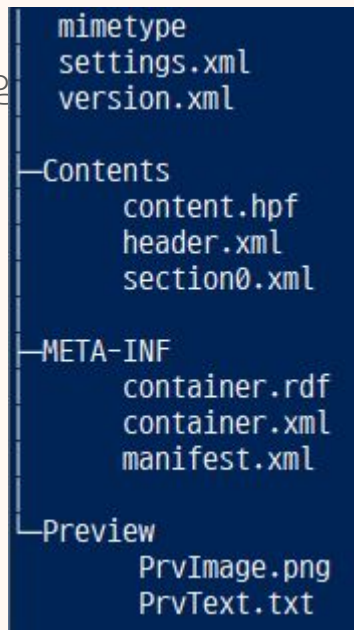 mimetype
settings.xml
version.xml
Contents
content.hpf
header.xml
section0.xml
META-INF
container.rdf
container.xml
manifest.xml
Preview
PrvImage.png
PrvText.txt